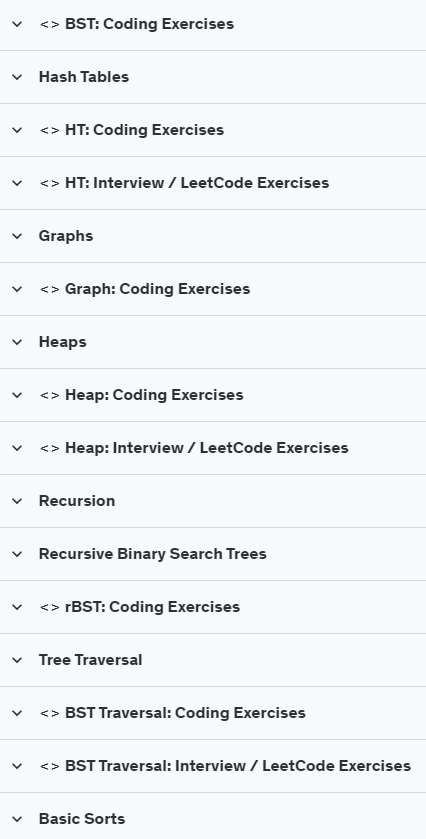 <> BST: Coding Exercises
Hash Tables
<> HT: Coding Exercises
<> HT: Interview / LeetCode Exercises
Graphs
<> Graph: Coding Exercises
Heaps
<> Heap: Coding Exercises
<> Heap: Interview / LeetCode Exercises
Recursion
Recursive Binary Search Trees
<> rBST: Coding Exercises
Tree Traversal
<> BST Traversal: Coding Exercises
<> BST Traversal: Interview / LeetCode Exercises
Basic Sorts